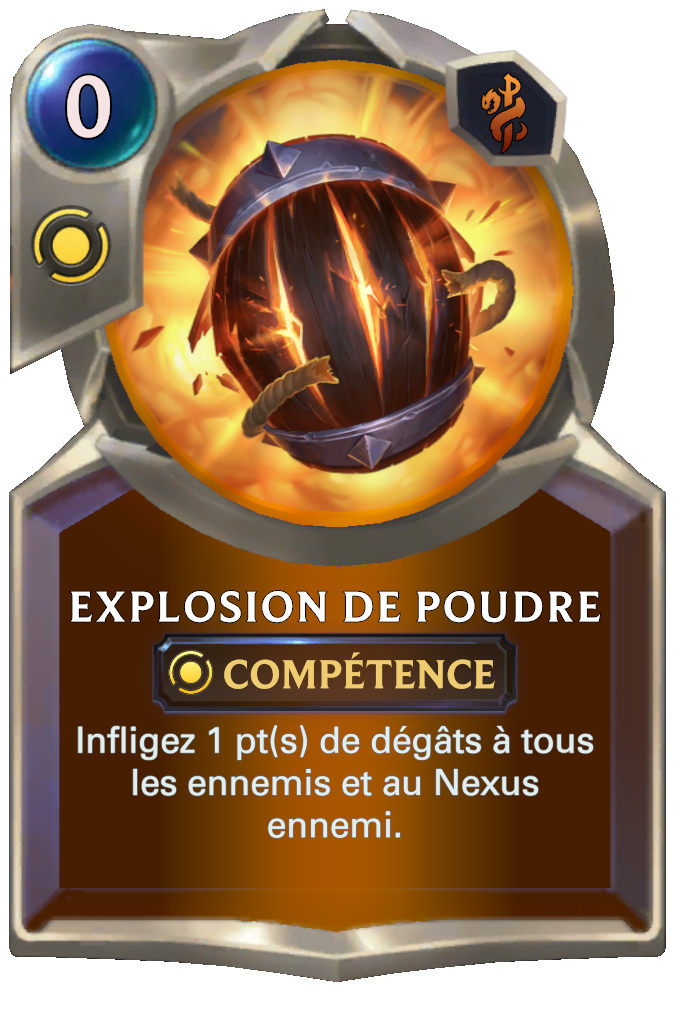 0
EXPLOSION DE POUDRE
COMPÉTENCE
Infligez 1 pt(s) de dégâts à tous
les ennemis et au Nexus
ennemi.